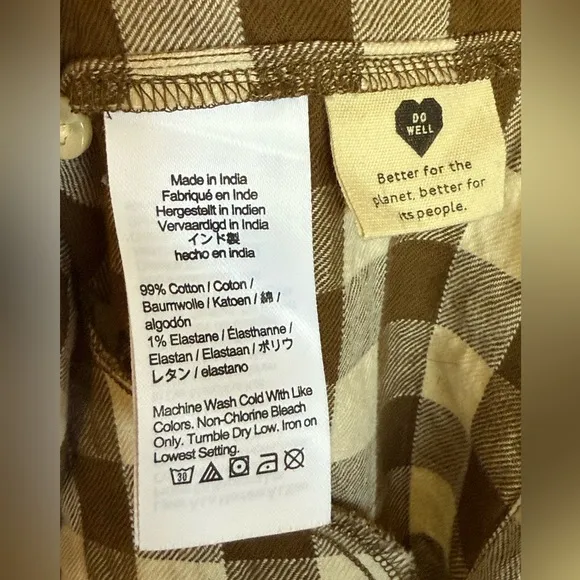 Made in India
Fabriqué en Inde
Hergestellt in Indien
Vervaardigd in India
インド製
hecho en india
99% Cotton / Coton /
Baumwolle / Katoen / 綿 /
algodón
1% Elastane / Élasthanne /
Elastan / Elastaan / ポリウ
レタン / elastano
Machine Wash Cold With Like
Colors. Non-Chlorine Bleach
Only. Tumble Dry Low. Iron on
Lowest Setting.
30
DO
WELL
Better for the
planet, better for
its people.